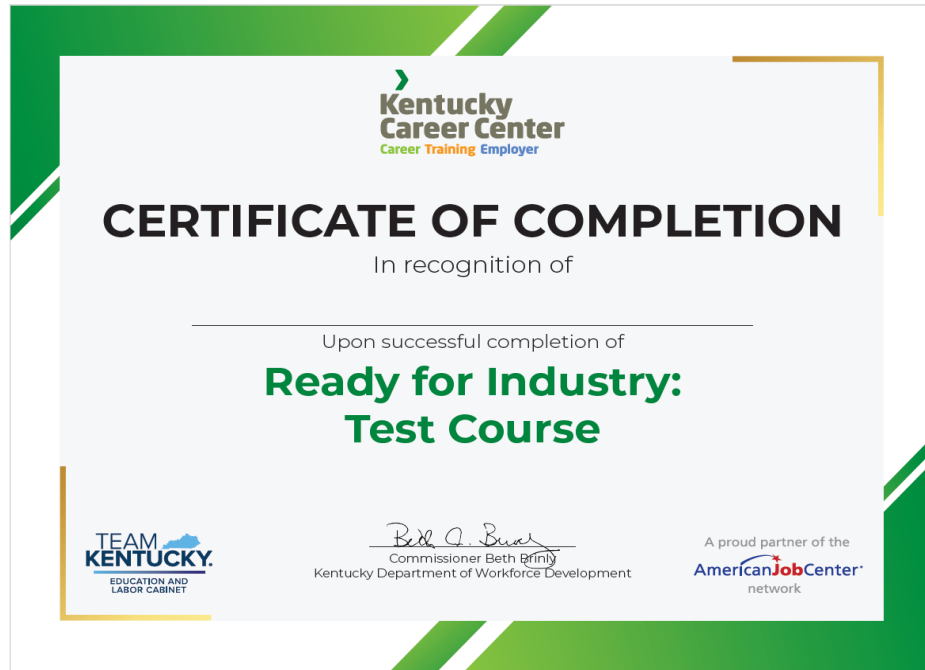 Kentucky
Career Center
Career Training Employer
CERTIFICATE OF COMPLETION
In recognition of
Upon successful completion of
Ready for Industry:
Test Course
TEAM
KENTUCKY.
EDUCATION AND
LABOR CABINET
Commissioner Beth Brinly
Kentucky Department of Workforce Development
A proud partner of the
AmericanJobCenter
network